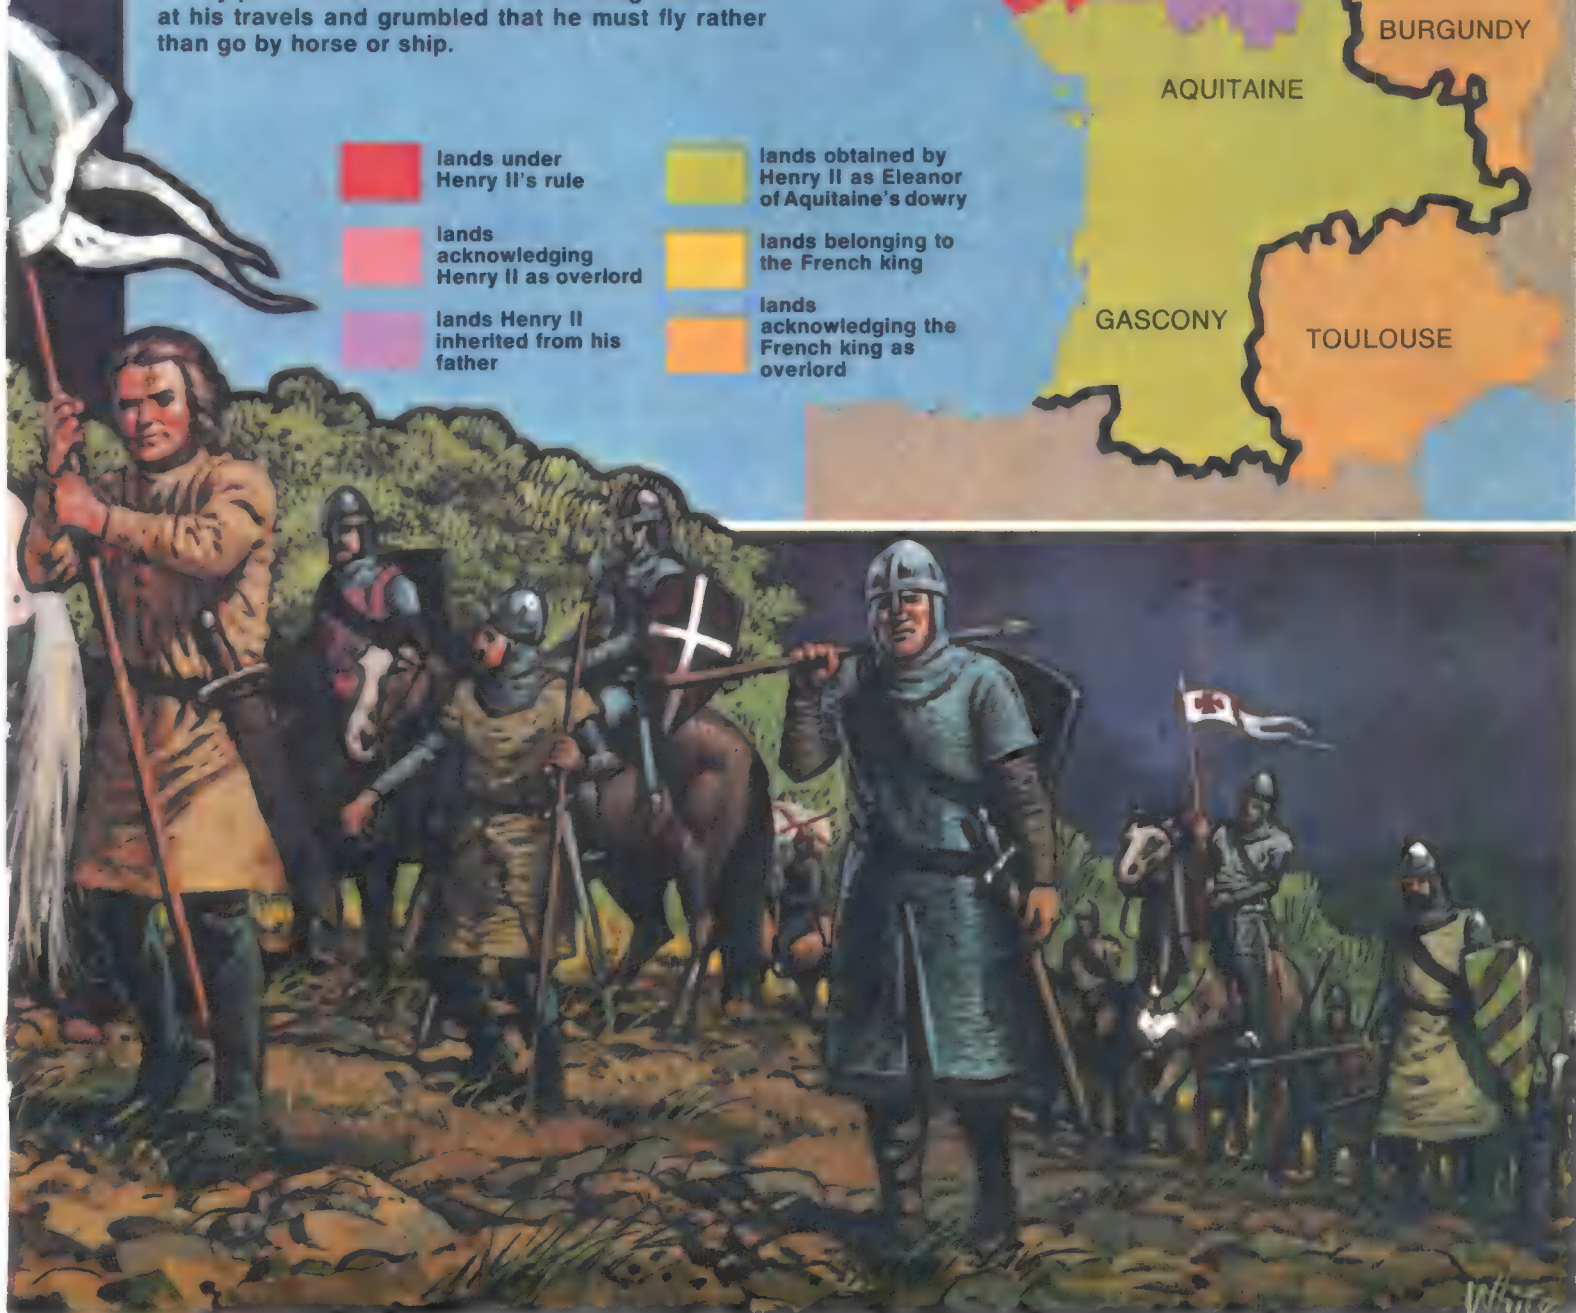 at his travels and grumbled that he must fly rather
than go by horse or ship.
BURGUNDY
AQUITAINE
lands under
Henry II's rule
lands
acknowledging
Henry II as overlord
lands Henry II
inherited from his
father
lands obtained by
Henry II as Eleanor
of Aquitaine's dowry
lands belonging to
the French king
lands
acknowledging the
French king as
overlord
GASCONY
TOULOUSE